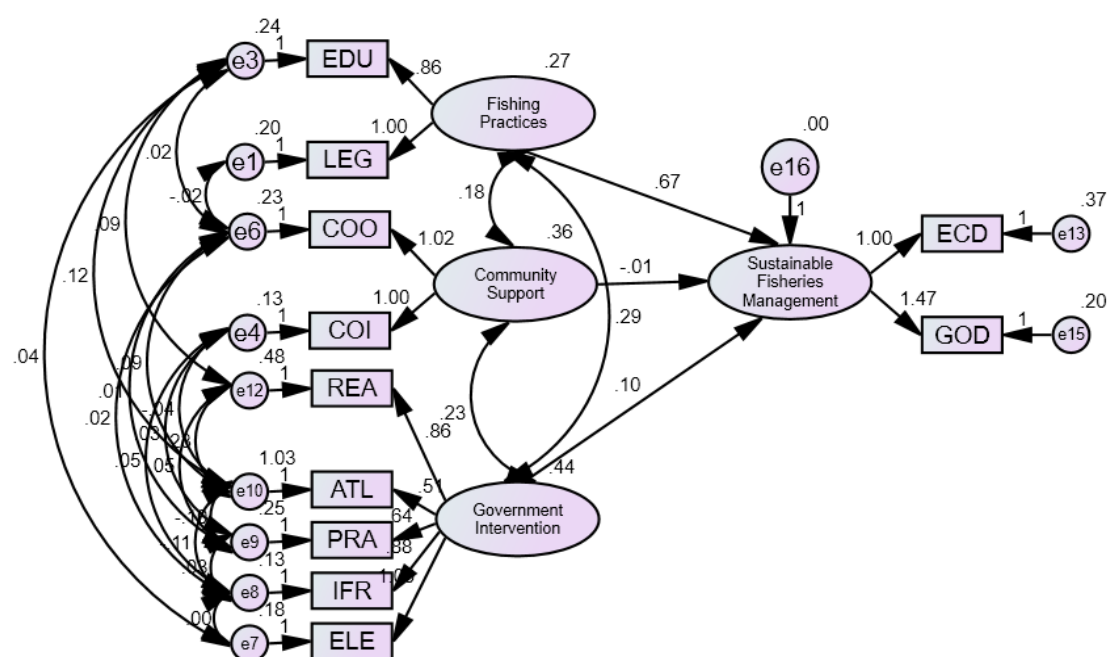 .24
e3
1
EDU
.86
.27
Fishing
Practices
.20
e1
1
LEG
1.00
.02
-.02
.23
e6
1
COO
1.02
.18
.36
.67
.00
e16
1
.09
.12
Community
Support
-.01
Sustainable
Fisheries
Management
1.00
ECD
1
.37
e13
1.47
GOD
1
.20
e15
.13
e4
1
COI
1.00
.29
.04
.09
.48
e12
1
REA
.86
.23
.10
.01
.02
-.04
.03
.05
.05
1.03
e10
1
ATL
.51
.44
Government
Intervention
.25
e9
1
PRA
.64
.88
.13
e8
1
IFR
.03
.00
.18
e7
1
ELE